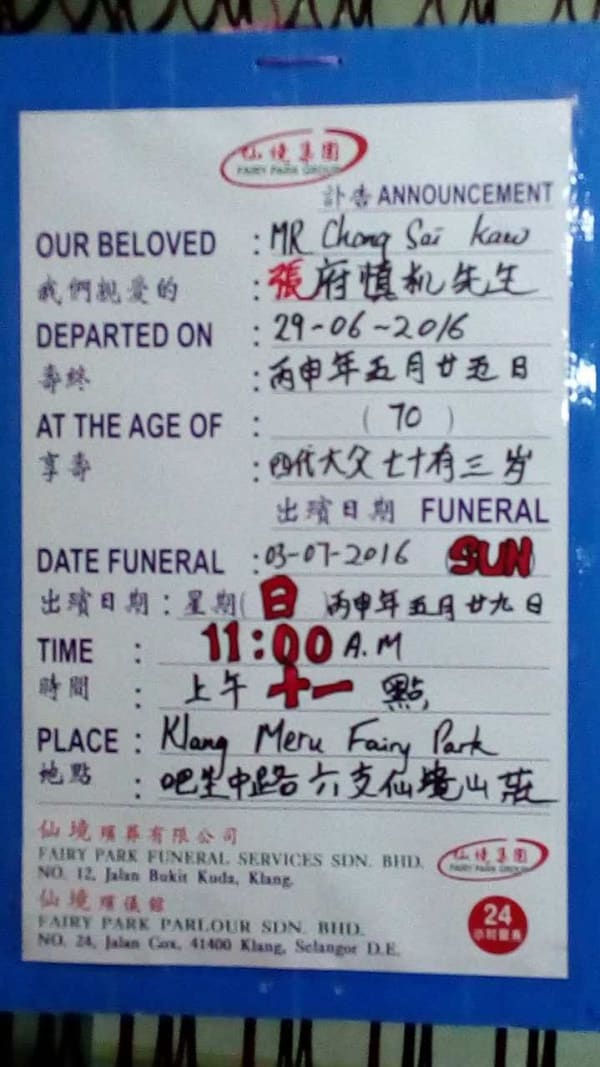 仙境集團
FAIRY PARK GROUP
訃告 ANNOUNCEMENT
OUR BELOVED : MR Chong Sai Kaw
我們親愛的 : 張府慎机先生
DEPARTED ON : 29-06-2016
壽終 : 丙申年五月廿五日
AT THE AGE OF : (70)
享壽 : 四代大父七十有三岁
出殯日期 FUNERAL
DATE FUNERAL : 03-07-2016 (SUN)
出殯日期 : 星期(日)丙申年五月廿九日
TIME : 11:00 A.M
時間 : 上午 十一 點
PLACE : Klang Meru Fairy Park
地點 : 吧生中路六支仙境山莊
仙境殯葬有限公司
FAIRY PARK FUNERAL SERVICES SDN. BHD.
NO. 12, Jalan Bukit Kuda, Klang.
仙境殯儀館
FAIRY PARK PARLOUR SDN. BHD.
NO. 24, Jalan Cox, 41400 Klang, Selangor D.E.
仙境集團
FAIRY PARK GROUP
24
小时